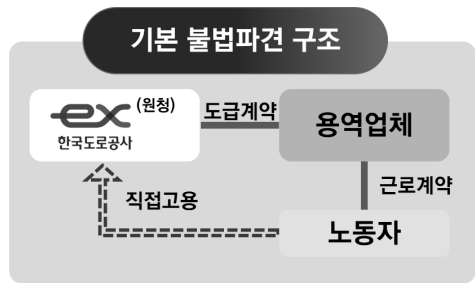 기본 불법파견 구조
ex (원청)
한국도로공사
도급계약
용역업체
근로계약
직접고용
노동자